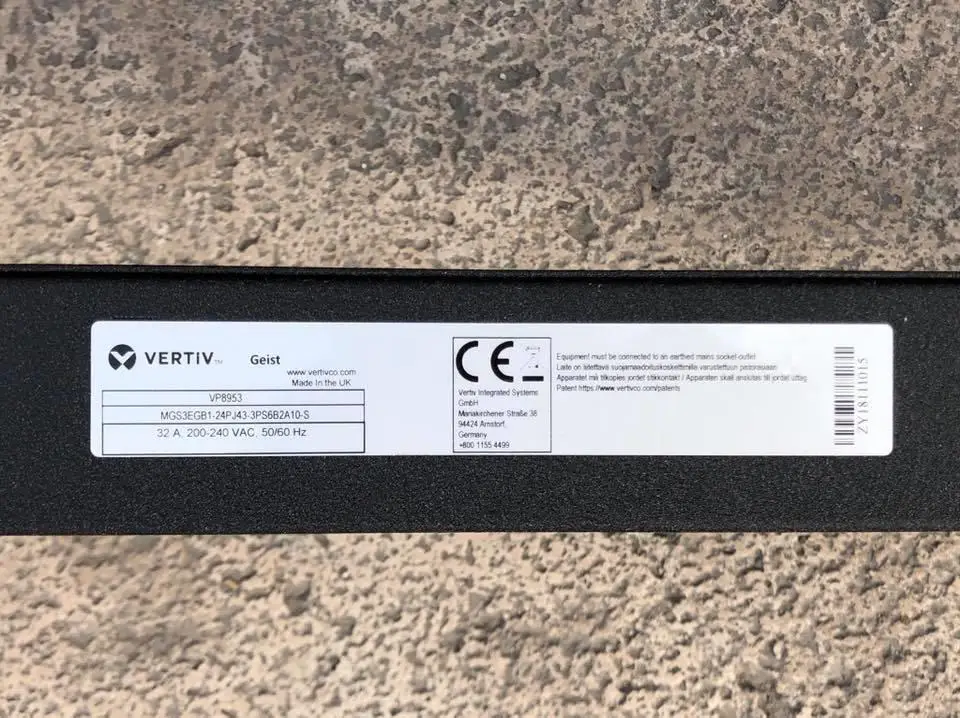 VERTIV™ Geist
www.vertivco.com
Made In the UK
VP8953
MGS3EGB1-24PJ43-3PS6B2A10-S
32 A, 200-240 VAC, 50/60 Hz
CE
Vertiv Integrated Systems
GmbH
Mariakirchener Straße 38
94424 Arnstorf,
Germany
+800 1155 4499
Equipment must be connected to an earthed mains socket-outlet
Laite on liitettävä suojamaadoituskoskettimilla varustettuun pistorasiaan
Apparatet må tilkoples jordet stikkontakt / Apparaten skall anslutas till jordat uttag
Patent https://www.vertivco.com/patents
ZY18111015